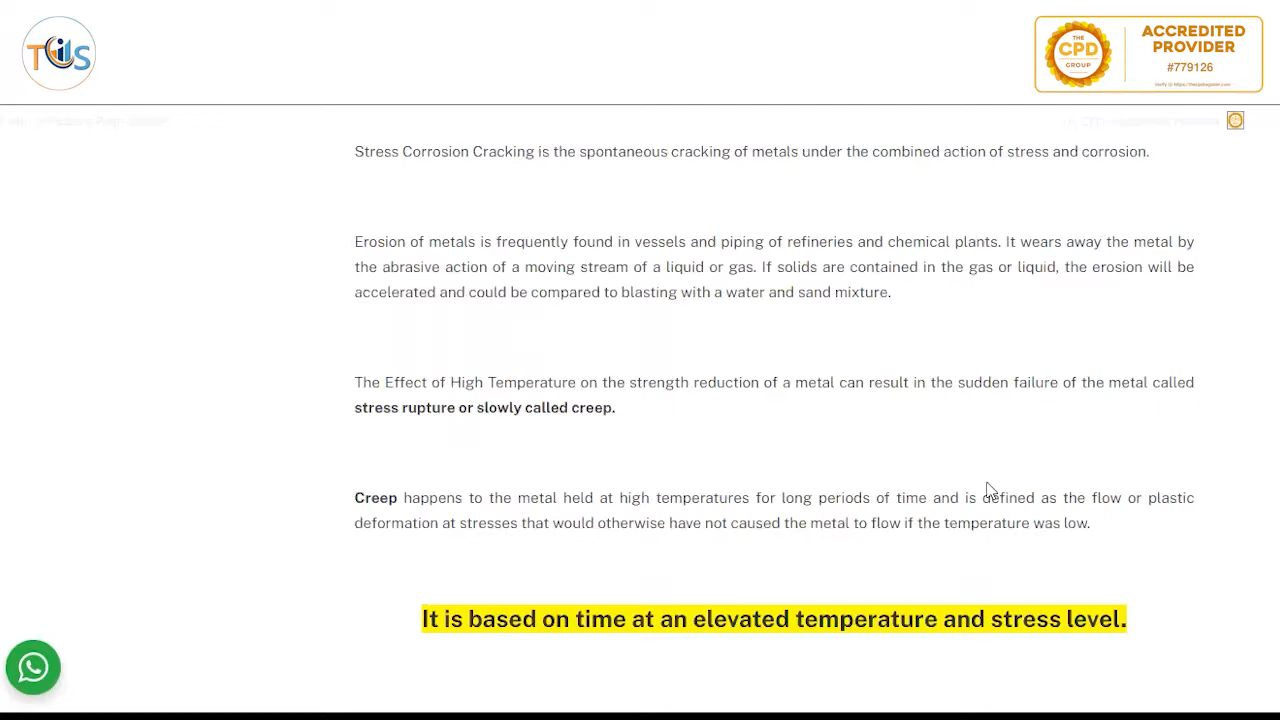 TCILS
THE
CPD
GROUP
ACCREDITED
PROVIDER
#779126
Stress Corrosion Cracking is the spontaneous cracking of metals under the combined action of stress and corrosion.
Erosion of metals is frequently found in vessels and piping of refineries and chemical plants. It wears away the metal by
the abrasive action of a moving stream of a liquid or gas. If solids are contained in the gas or liquid, the erosion will be
accelerated and could be compared to blasting with a water and sand mixture.
The Effect of High Temperature on the strength reduction of a metal can result in the sudden failure of the metal called
stress rupture or slowly called creep.
Creep happens to the metal held at high temperatures for long periods of time and is defined as the flow or plastic
deformation at stresses that would otherwise have not caused the metal to flow if the temperature was low.
It is based on time at an elevated temperature and stress level.